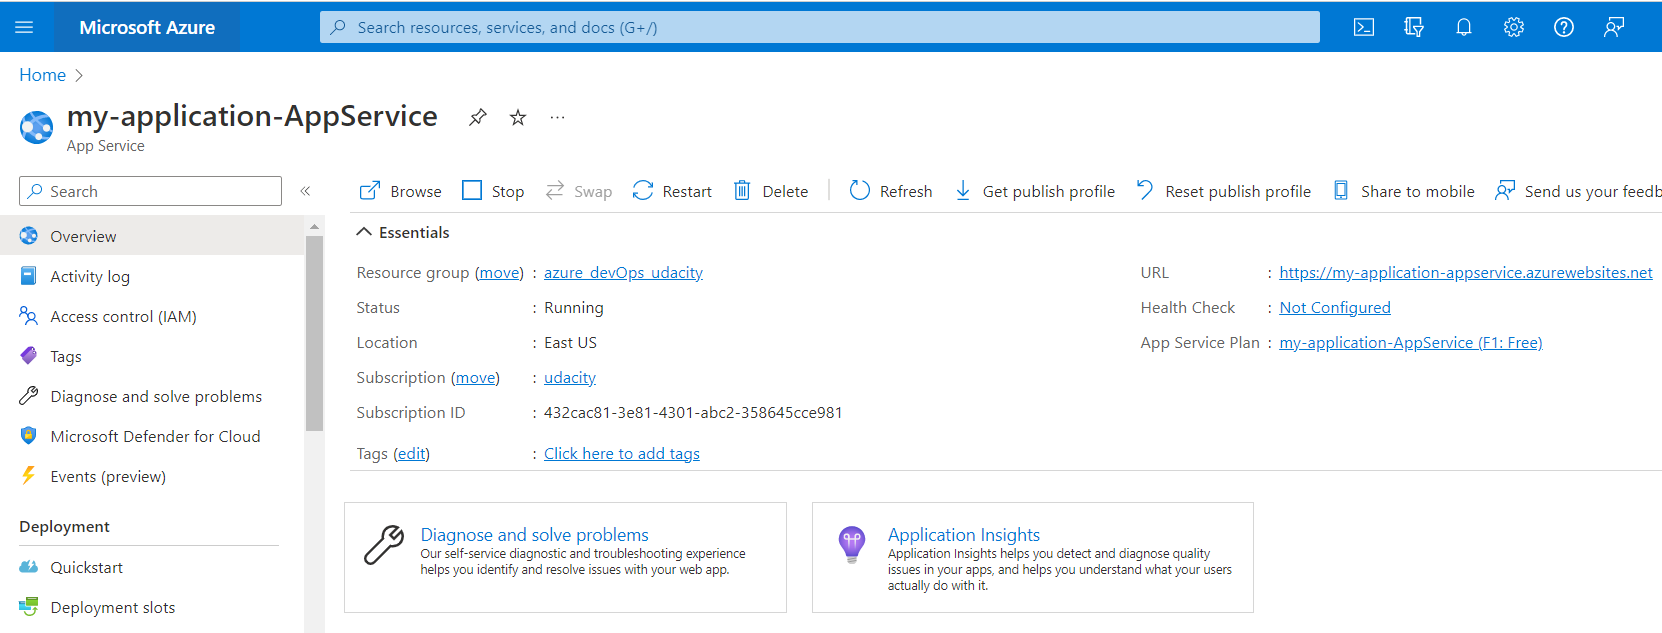 Microsoft Azure
Search resources, services, and docs (G+/)
Home
my-application-AppService
App Service
Search
Browse Stop Swap Restart Delete Refresh Get publish profile Reset publish profile Share to mobile Send us your feedb
Overview
Activity log
Access control (IAM)
Tags
Diagnose and solve problems
Microsoft Defender for Cloud
Events (preview)
Deployment
Quickstart
Deployment slots
Essentials
Resource group (move) : azure_devOps_udacity
Status : Running
Location : East US
Subscription (move) : udacity
Subscription ID : 432cac81-3e81-4301-abc2-358645cce981
Tags (edit) : Click here to add tags
URL : https://my-application-appservice.azurewebsites.net
Health Check : Not Configured
App Service Plan : my-application-AppService (F1: Free)
Diagnose and solve problems
Our self-service diagnostic and troubleshooting experience
helps you identify and resolve issues with your web app.
Application Insights
Application Insights helps you detect and diagnose quality
issues in your apps, and helps you understand what your users
actually do with it.